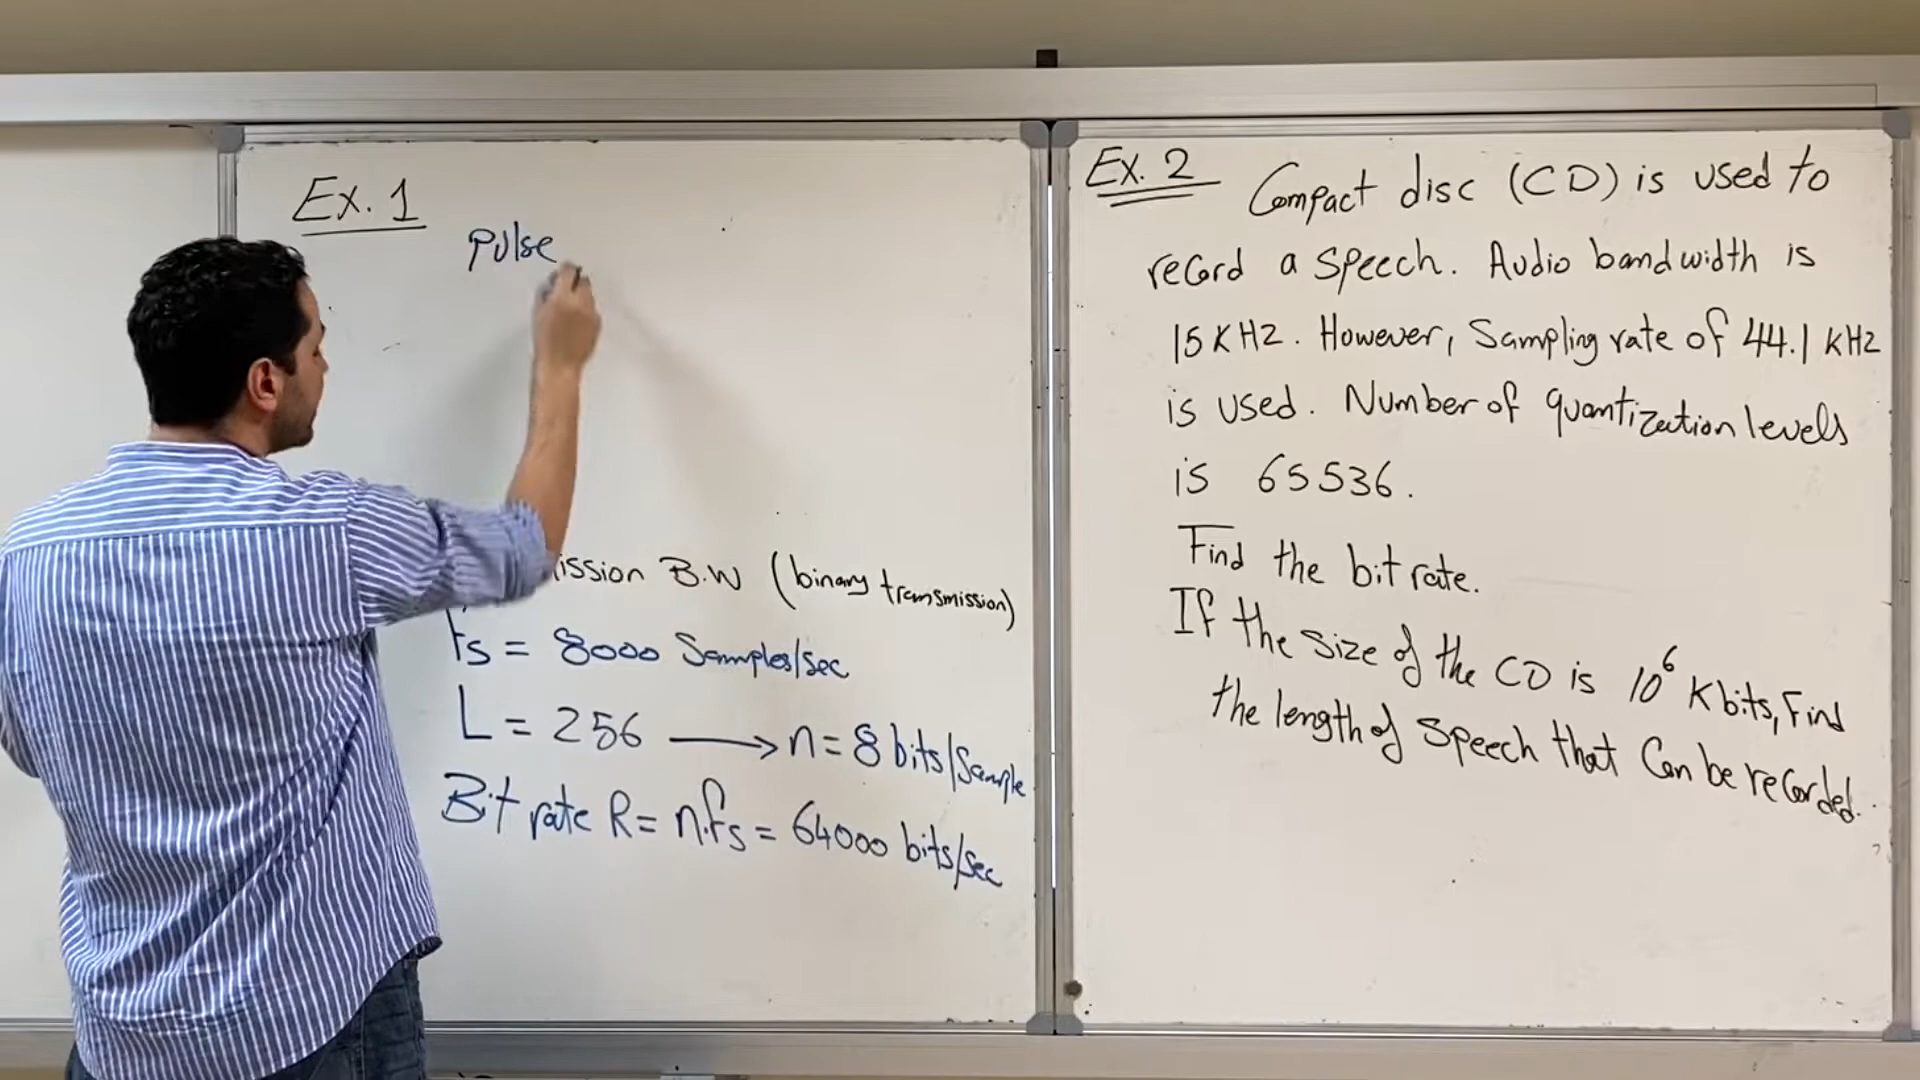 Ex. 1
pulse
ission B.W (binary transmission)
Fs = 8000 Samples/sec
L = 256 ⟶ n = 8 bits/Sample
Bit rate R = n.fs = 64000 bits/sec
Ex. 2 Compact disc (CD) is used to
record a speech. Audio bandwidth is
15 KHZ. However, Sampling rate of 44.1 KHZ
is used. Number of quantization levels
is 65536.
Find the bit rate.
If the size of the CD is 10⁶ Kbits, Find
the length of speech that Can be recorded.